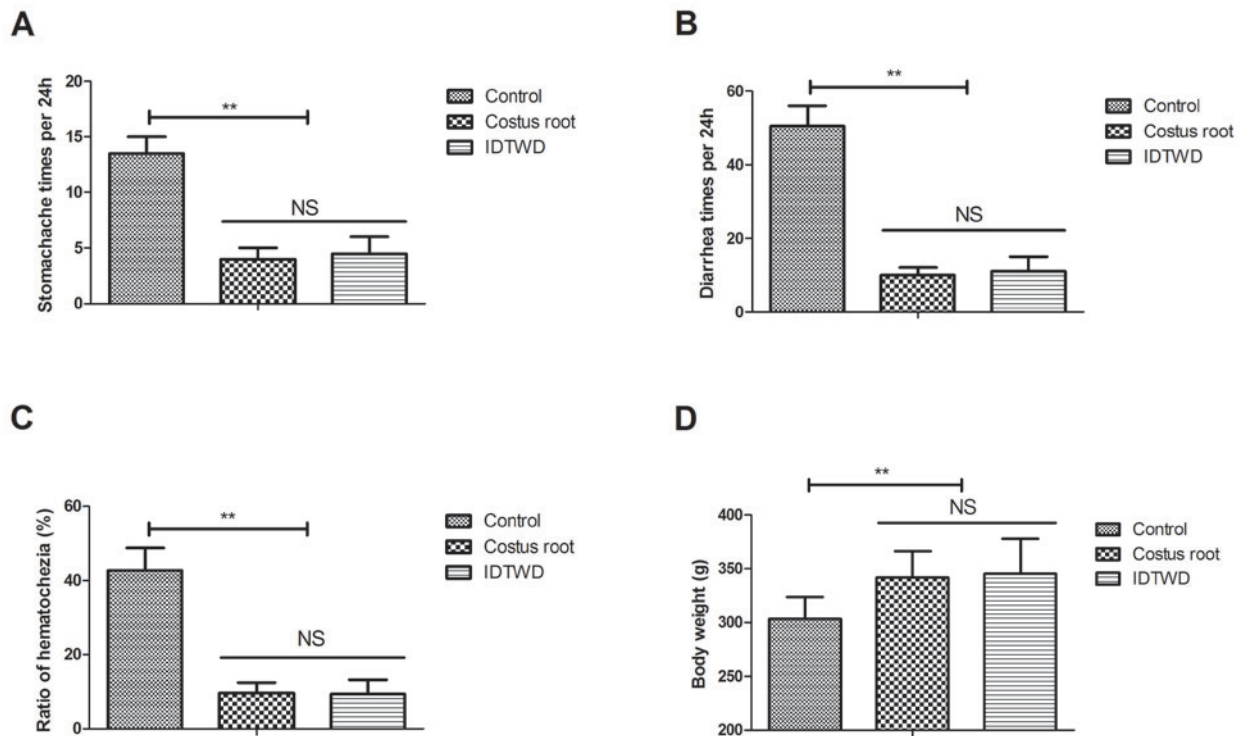 A
Stomachache times per 24h
20
15
10
5
0
**
NS
Control
Costus root
IDTWD
B
Diarrhea times per 24h
60
40
20
0
**
NS
Control
Costus root
IDTWD
C
Ratio of hematochezia (%)
60
40
20
0
**
NS
Control
Costus root
IDTWD
D
Body weight (g)
400
350
300
250
200
**
NS
Control
Costus root
IDTWD